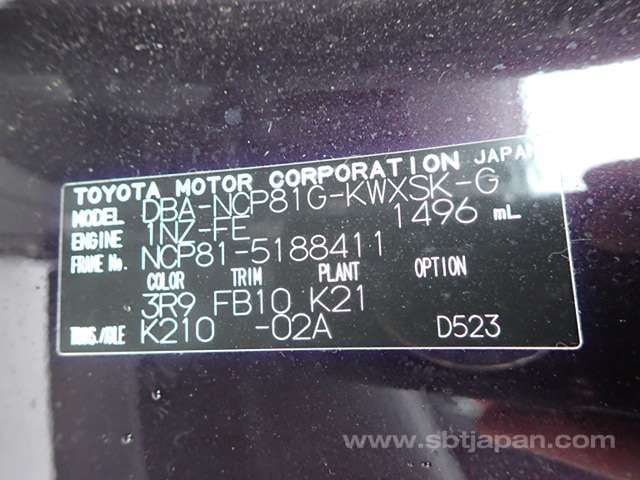 TOYOTA MOTOR CORPORATION JAPAN
MODEL DBA-NCP81G-KWXSK-G
ENGINE 1NZ-FE 1496 mL
FRAME No. NCP81-5188411
COLOR TRIM PLANT OPTION
3R9 FB10 K21
TRANS./AXLE K210 -02A D523
www.sbtjapan.com